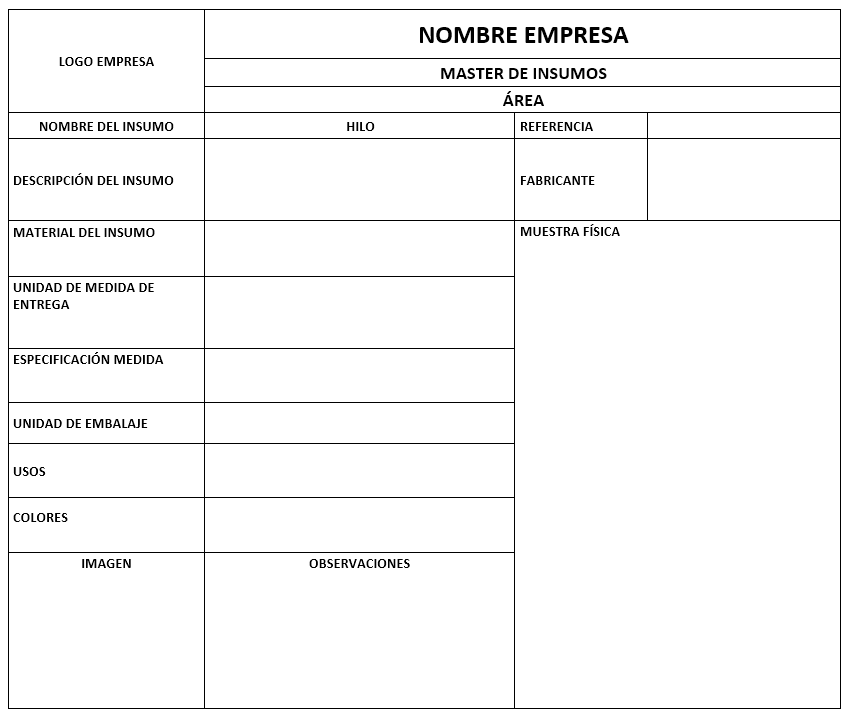 LOGO EMPRESA
NOMBRE EMPRESA
MASTER DE INSUMOS
ÁREA
NOMBRE DEL INSUMO
HILO
REFERENCIA
DESCRIPCIÓN DEL INSUMO
FABRICANTE
MATERIAL DEL INSUMO
MUESTRA FÍSICA
UNIDAD DE MEDIDA DE
ENTREGA
ESPECIFICACIÓN MEDIDA
UNIDAD DE EMBALAJE
USOS
COLORES
IMAGEN
OBSERVACIONES